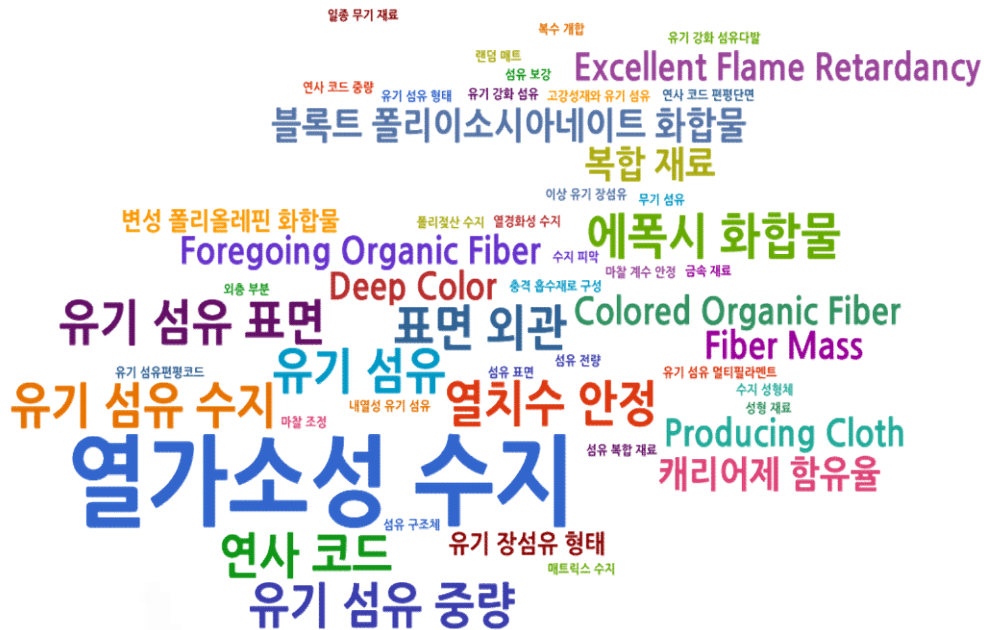 일종 무기 재료
복수 개합
유기 강화 섬유다발
랜덤 매트
섬유 보강
Excellent Flame Retardancy
연사 코드 중량
유기 섬유 형태
유기 강화 섬유
고강성재와 유기 섬유
연사 코드 편평단면
블록트 폴리이소시아네이트 화합물
복합 재료
이상 유기 장섬유
무기 섬유
변성 폴리올레핀 화합물
폴리젖산 수지
열경화성 수지
에폭시 화합물
Foregoing Organic Fiber
수지 피막
마찰 계수 안정
금속 재료
외층 부분
Deep Color
충격 흡수재로 구성
유기 섬유 표면
표면 외관
Colored Organic Fiber
Fiber Mass
유기 섬유편평코드
유기 섬유
섬유 전량
섬유 표면
유기 섬유 멀티필라멘트
유기 섬유 수지
내열성 유기 섬유
열치수 안정
수지 성형체
성형 재료
마찰 조정
Producing Cloth
열가소성 수지
섬유 복합 재료
캐리어제 함유율
섬유 구조체
연사 코드
유기 장섬유 형태
매트릭스 수지
유기 섬유 중량